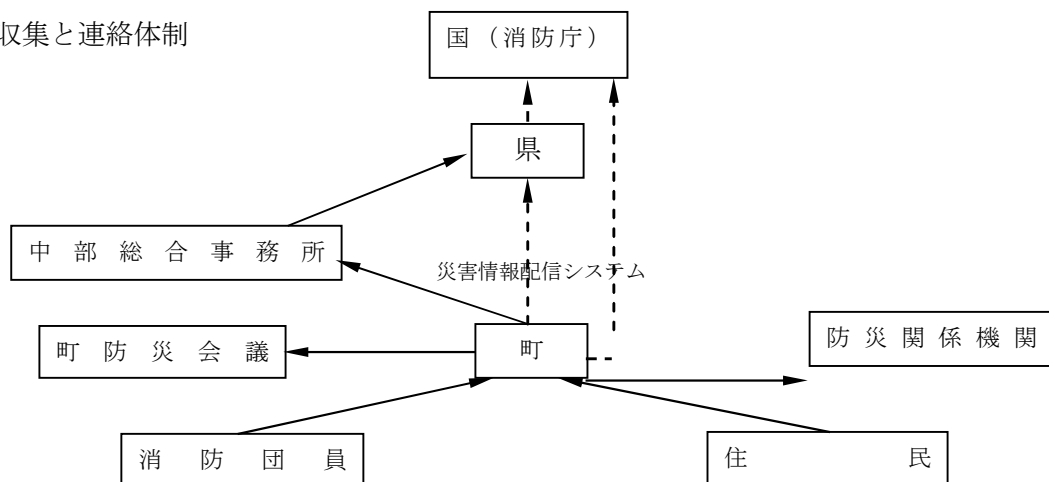 収集と連絡体制
国（消防庁）
県
中部総合事務所
災害情報配信システム
町防災会議
町
防災関係機関
消防団員
住民